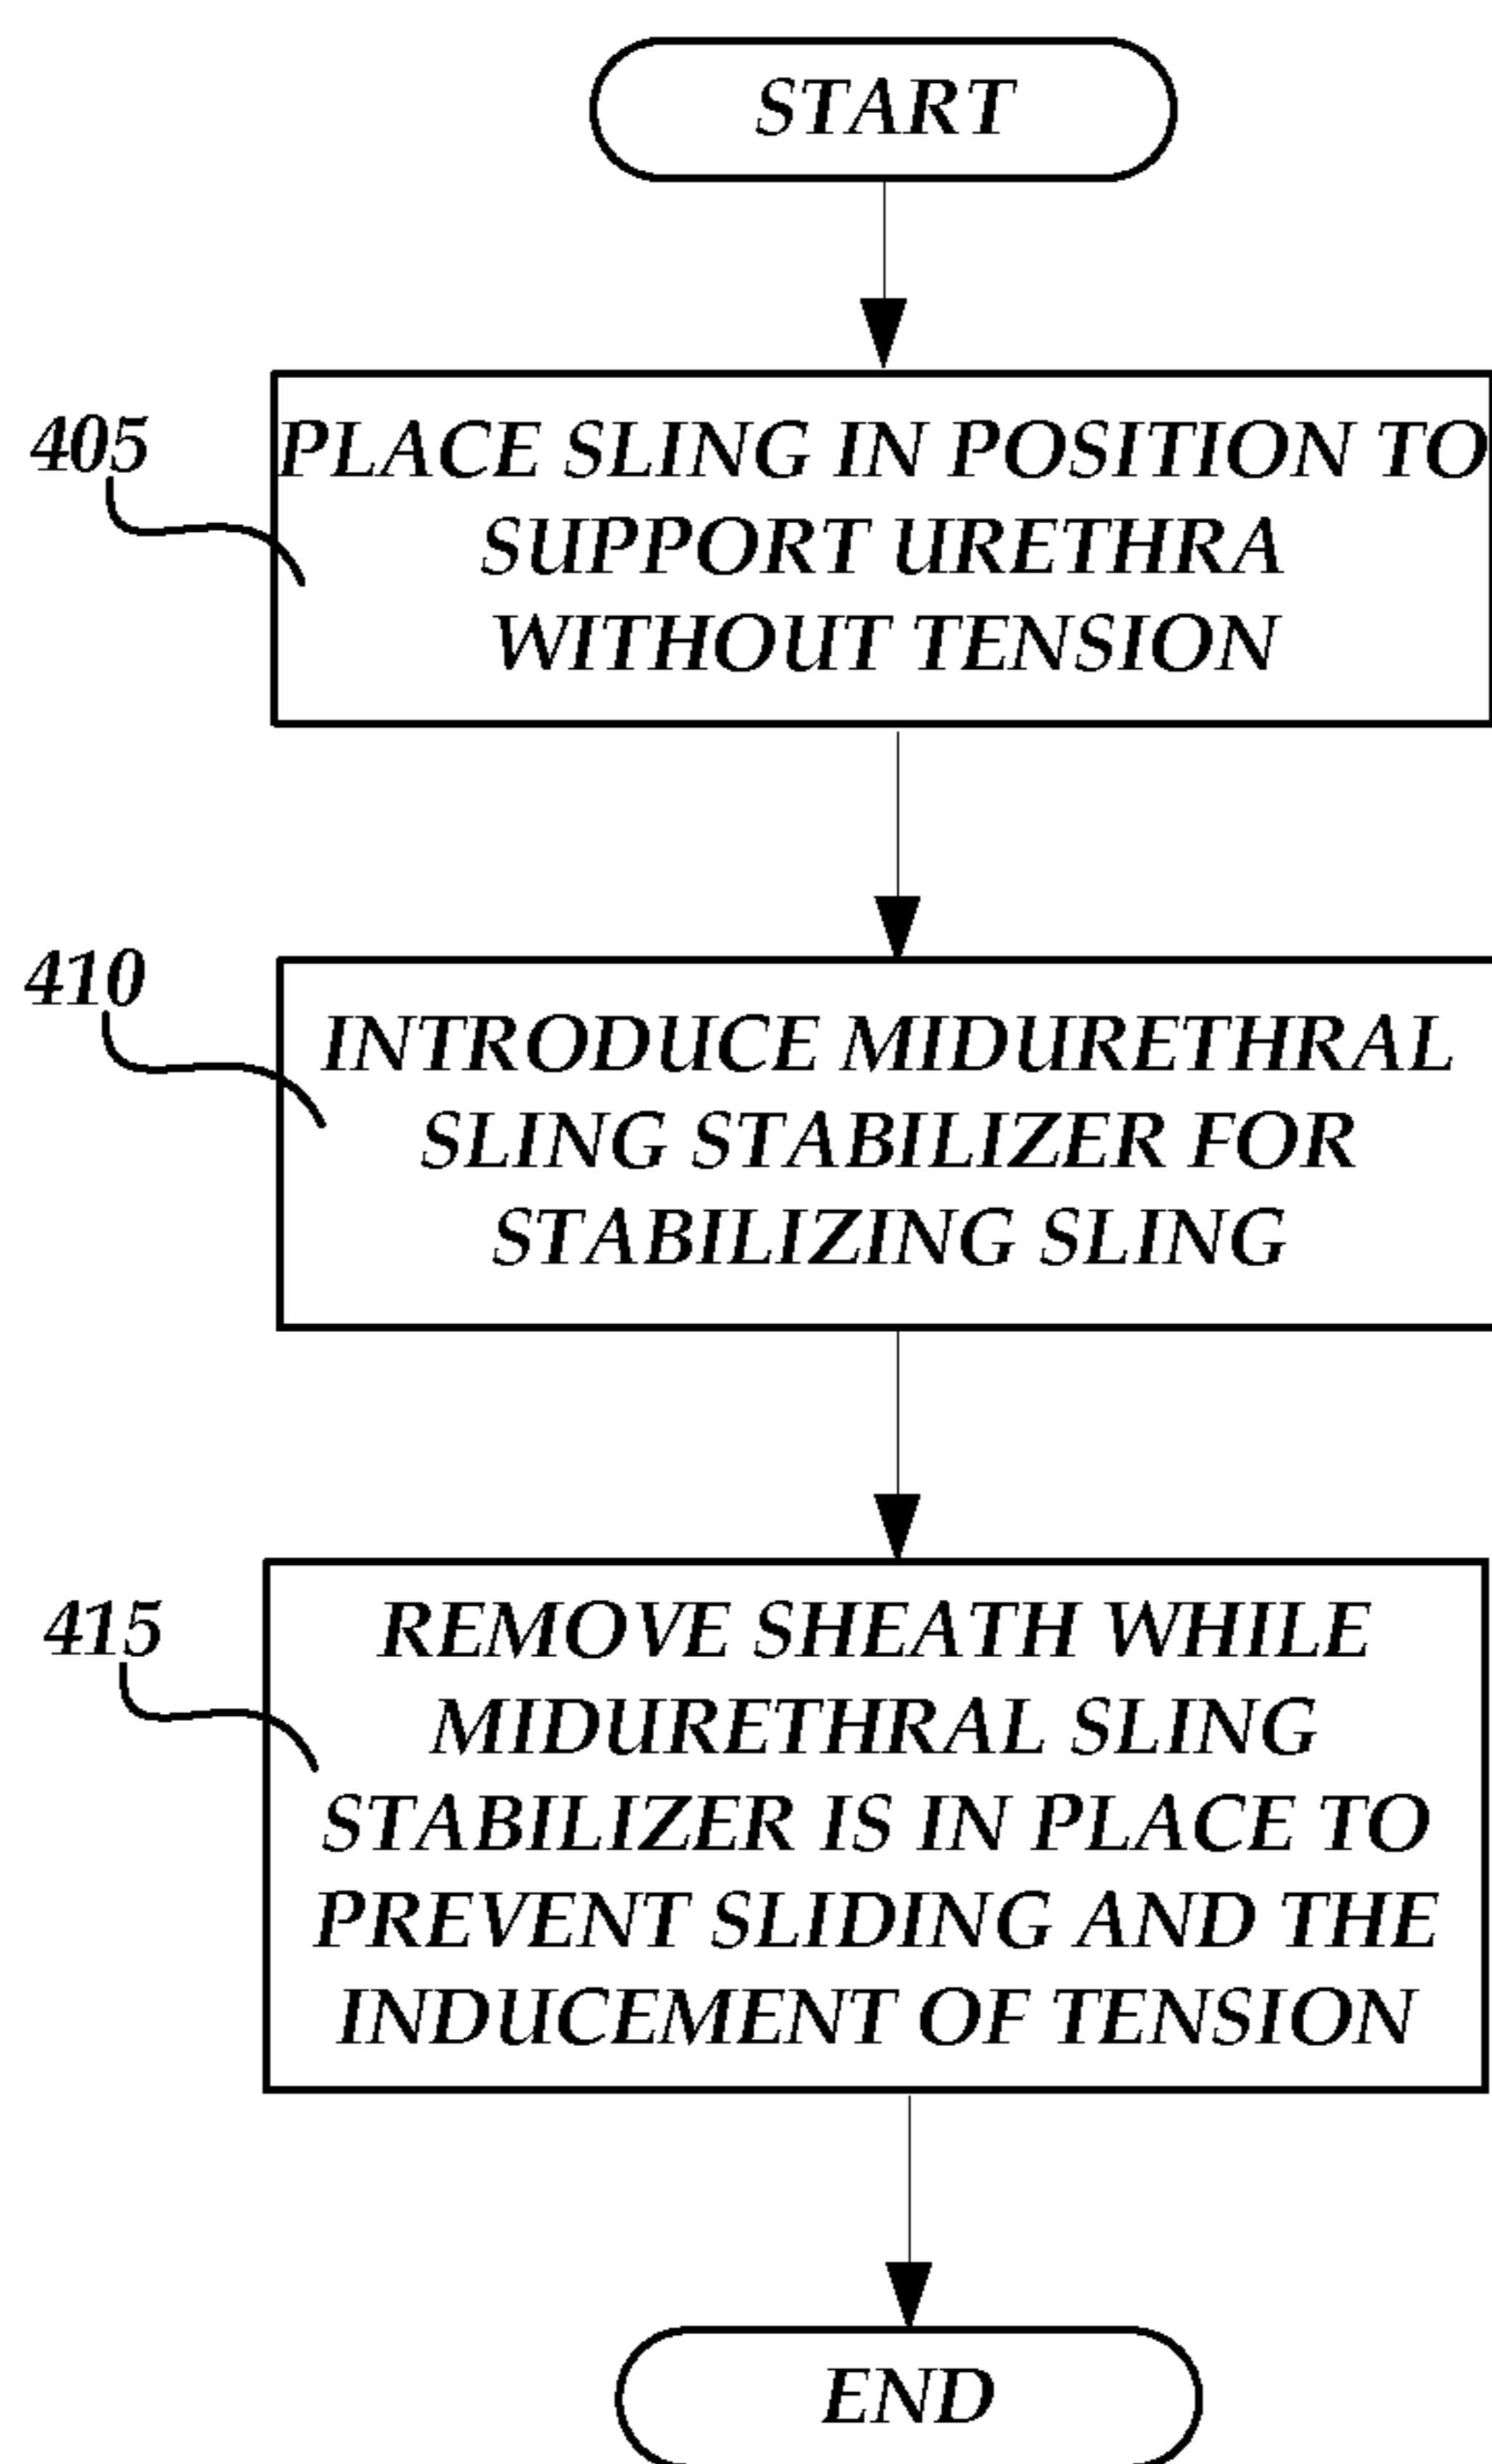 START
405
PLACE SLING IN POSITION TO
SUPPORT URETHRA
WITHOUT TENSION
410
INTRODUCE MIDURETHRAL
SLING STABILIZER FOR
STABILIZING SLING
415
REMOVE SHEATH WHILE
MIDURETHRAL SLING
STABILIZER IS IN PLACE TO
PREVENT SLIDING AND THE
INDUCEMENT OF TENSION
END